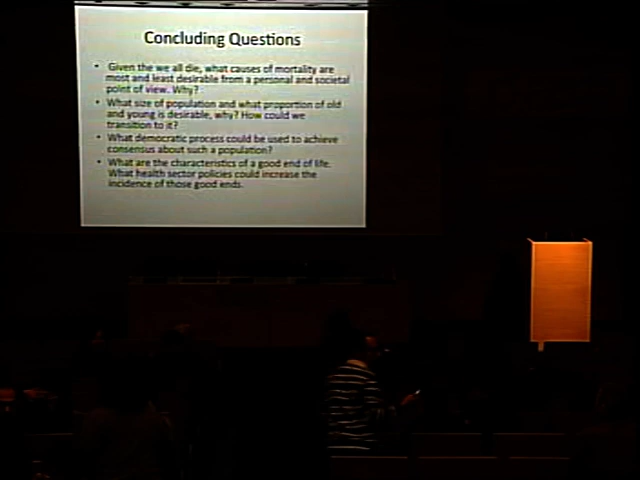 Concluding Questions
• Given the we all die, what causes of mortality are
most and least desirable from a personal and societal
point of view. Why?
• What size of population and what proportion of old
and young is desirable, why? How could we
transition to it?
• What democratic process could be used to achieve
consensus about such a population?
• What are the characteristics of a good end of life.
What health sector policies could increase the
incidence of those good ends.